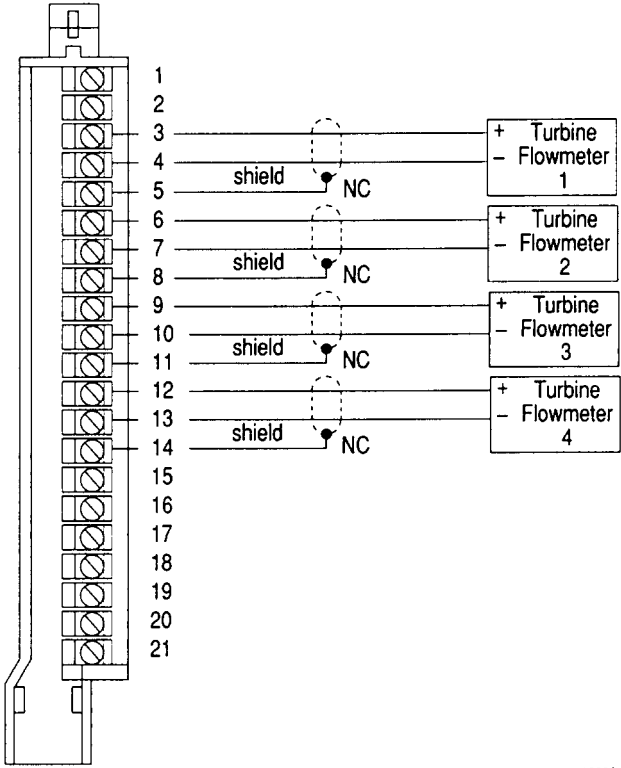 1
2
3 + Turbine
4 – Flowmeter
shield 1
5 NC
6 + Turbine
7 – Flowmeter
shield 2
8 NC
9 + Turbine
10 – Flowmeter
shield 3
11 NC
12 + Turbine
13 – Flowmeter
shield 4
14 NC
15
16
17
18
19
20
21